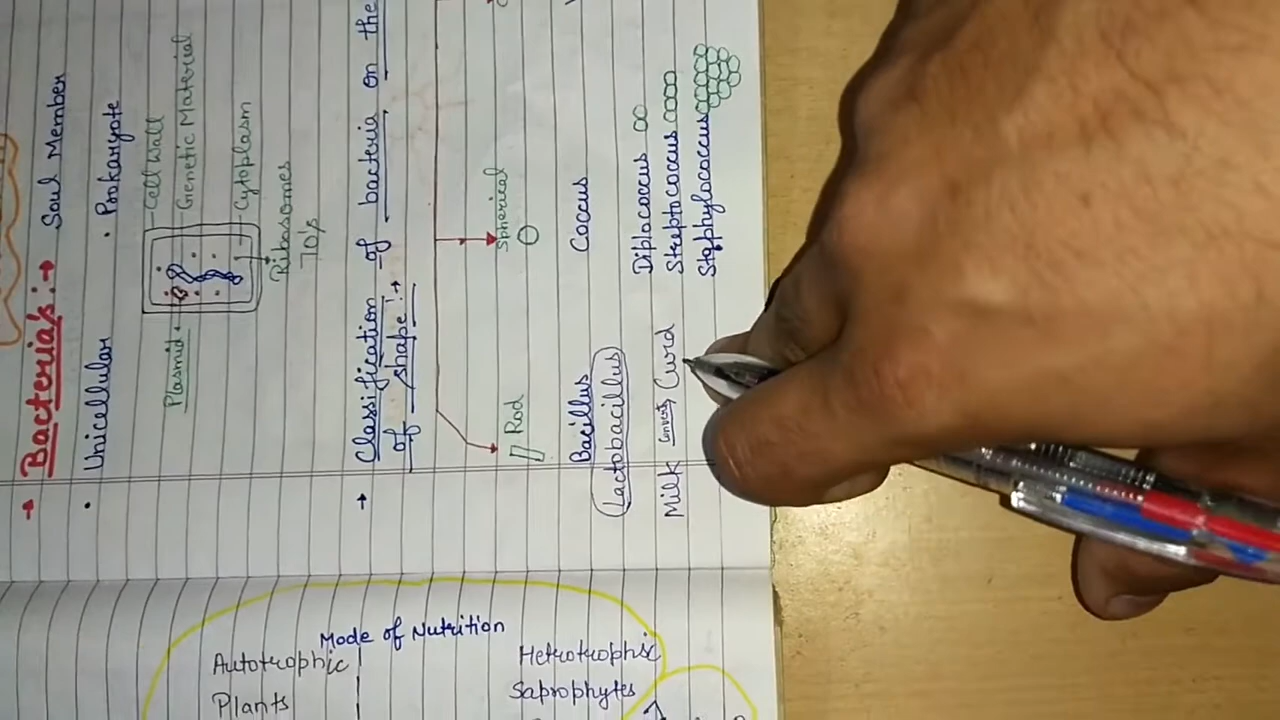 → Bacteria's :→ Soul Member
• Unicellular • Prokaryote
Cell Wall
Genetic Material
Plasmid
Cytoplasm
Ribosomes
70's
→ Classification of bacteria on the
of shape :→
Rod
Spherical
Bacillus
Coccus
Lactobacillus
Milk Converts Curd
Diplococcus
Streptococcus
Staphylococcus
Mode of Nutrition
Autotrophic
Hetrotrophic
Plants
Saprophytes